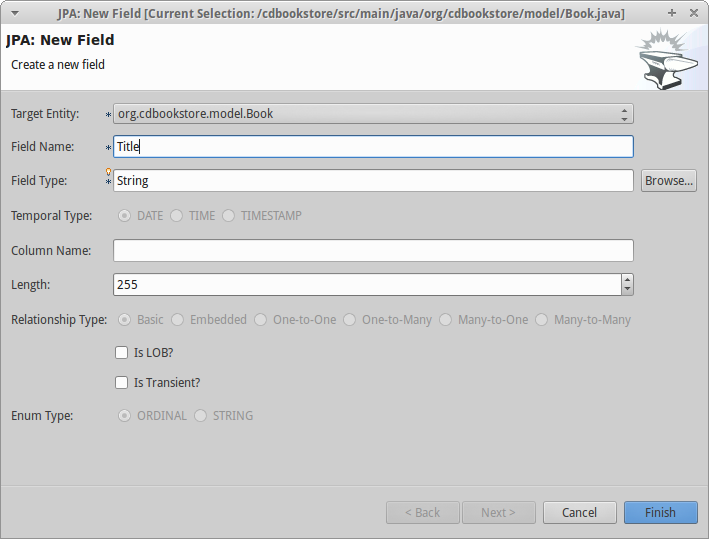 JPA: New Field [Current Selection: /cdbookstore/src/main/java/org/cdbookstore/model/Book.java]
JPA: New Field
Create a new field
Target Entity: * org.cdbookstore.model.Book
Field Name: * Title
Field Type: * String Browse...
Temporal Type: DATE TIME TIMESTAMP
Column Name:
Length: 255
Relationship Type: Basic Embedded One-to-One One-to-Many Many-to-One Many-to-Many
Is LOB?
Is Transient?
Enum Type: ORDINAL STRING
< Back Next > Cancel Finish